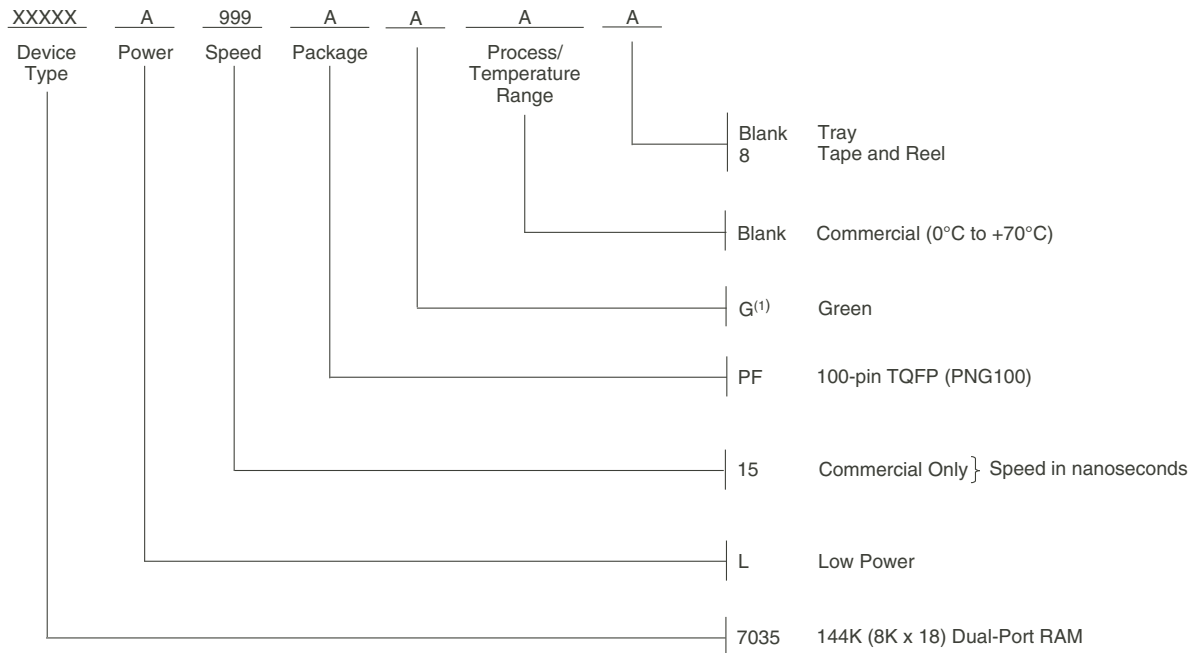 XXXXX A 999 A A A A
Device Power Speed Package Process/
Type Temperature
Range
Blank Tray
8 Tape and Reel
Blank Commercial (0°C to +70°C)
G(1) Green
PF 100-pin TQFP (PNG100)
15 Commercial Only } Speed in nanoseconds
L Low Power
7035 144K (8K x 18) Dual-Port RAM